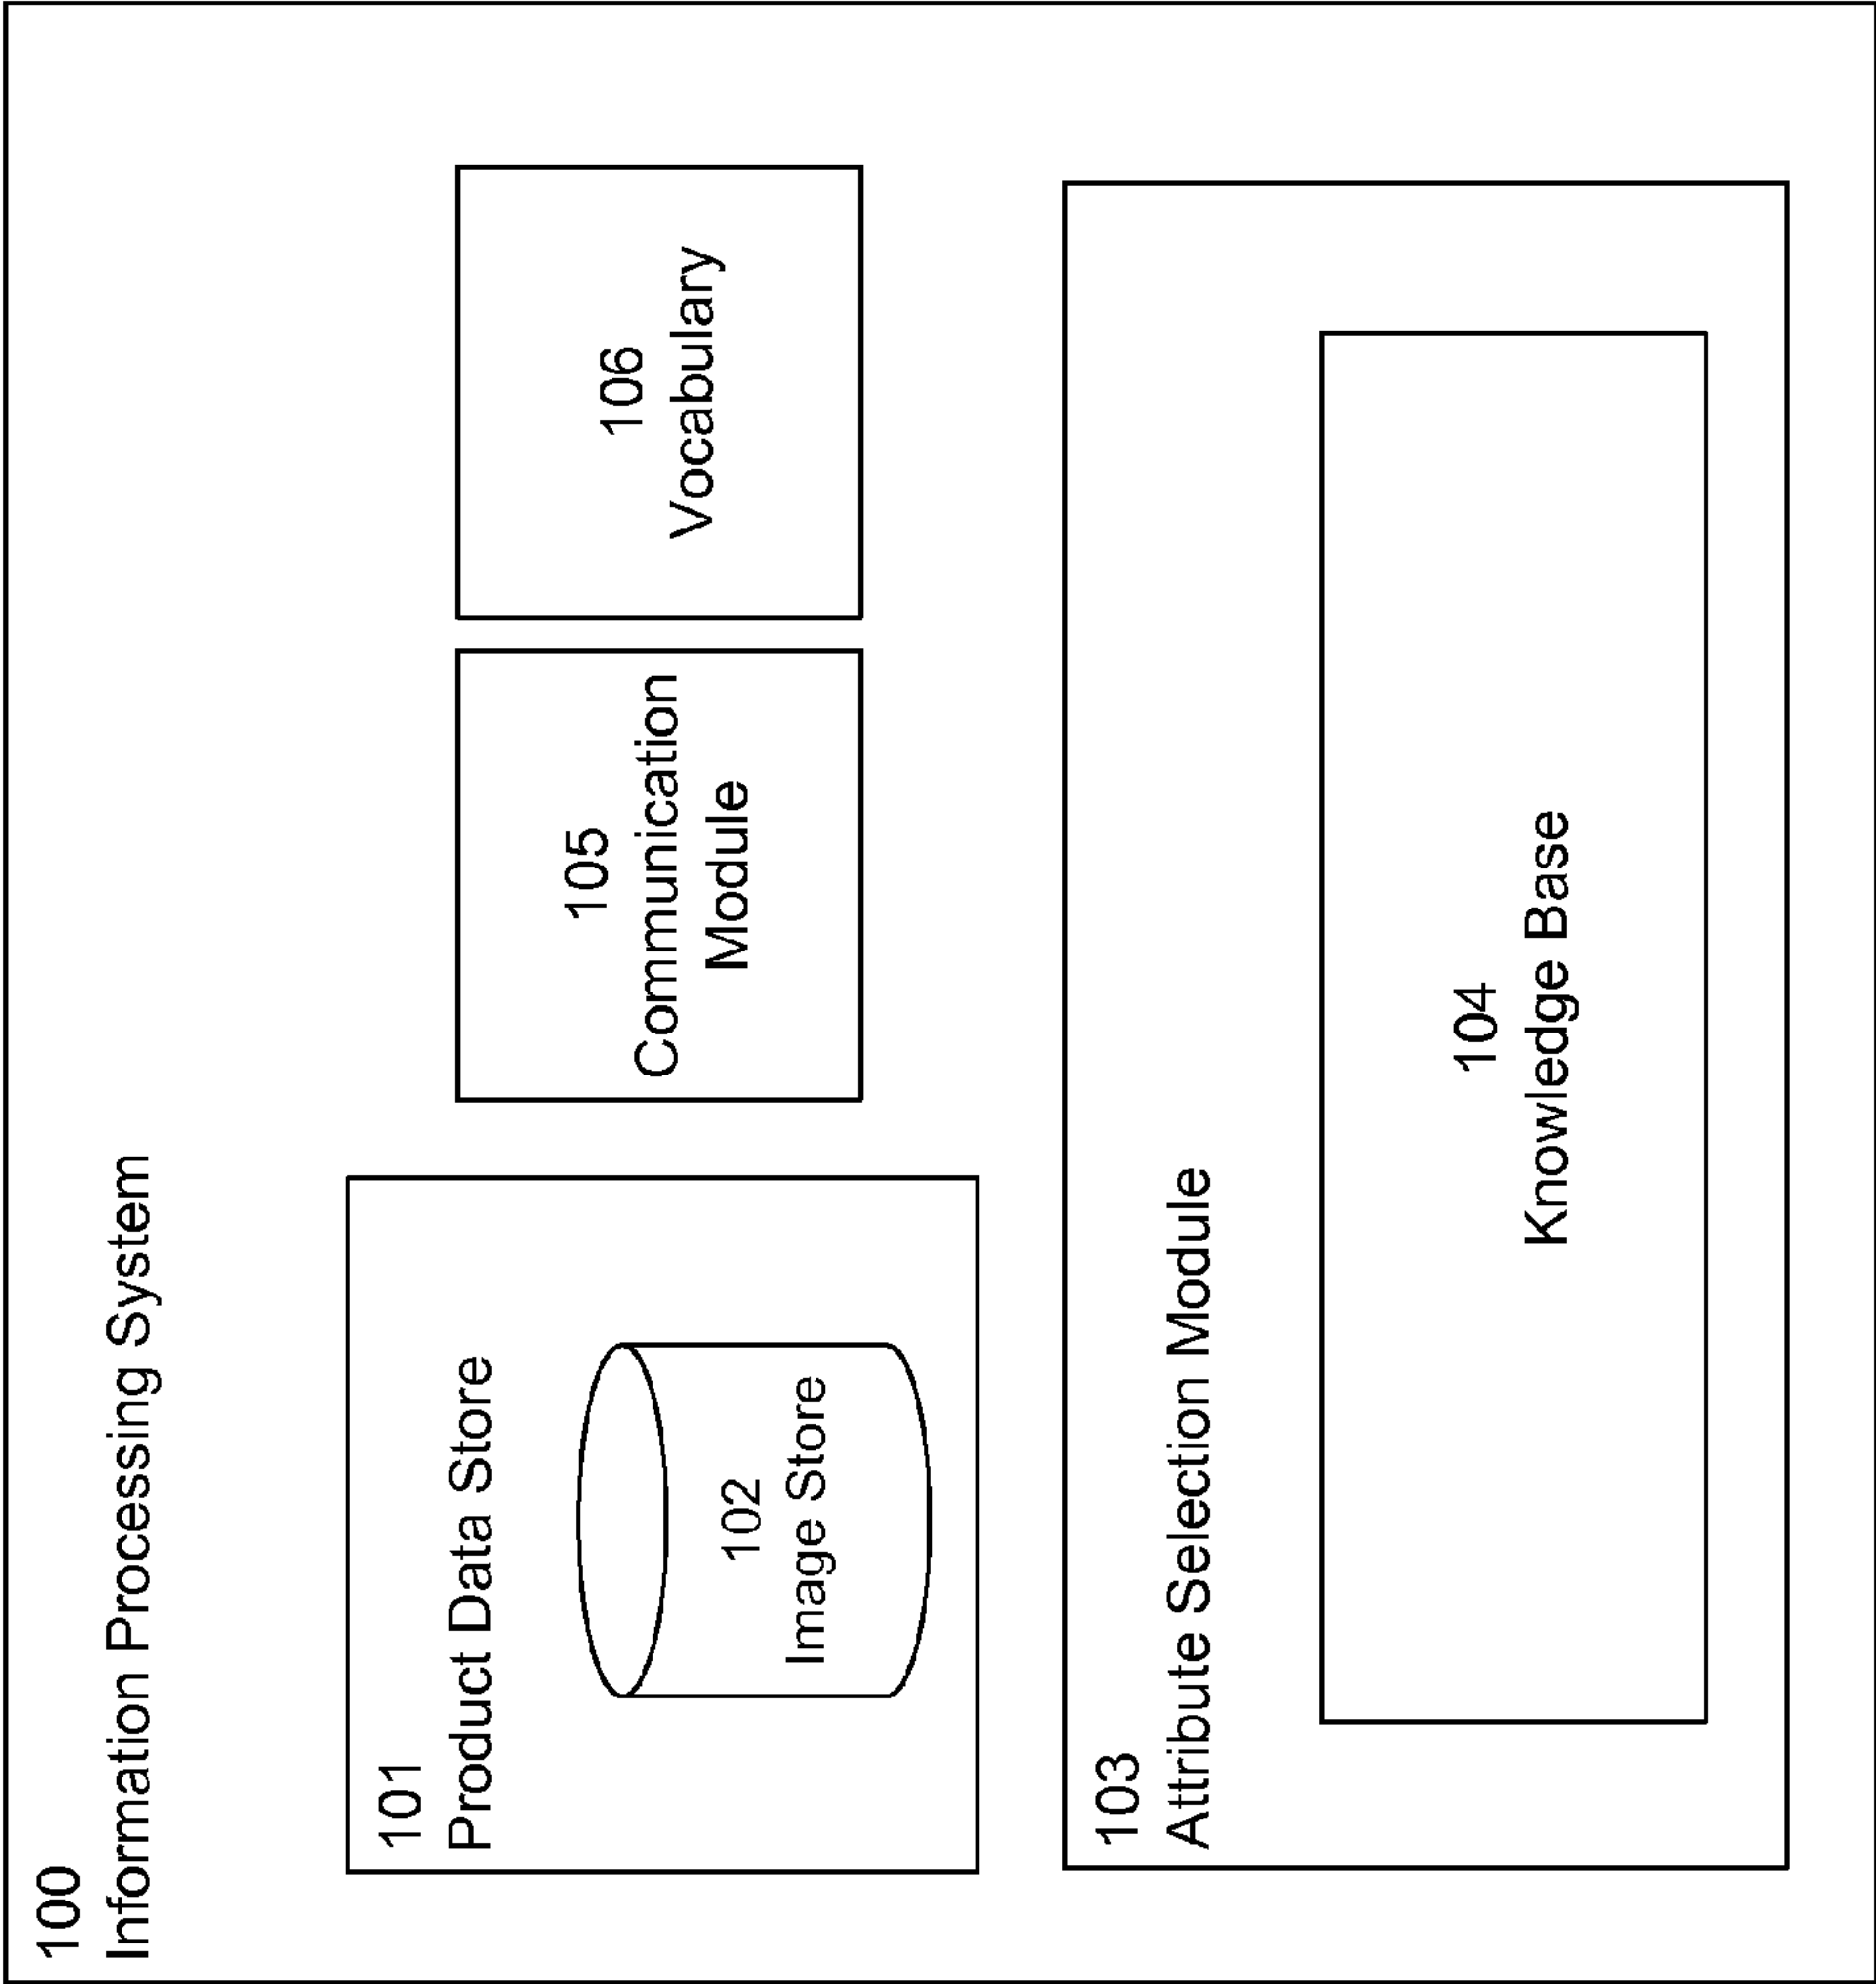 100
Information Processing System
101
Product Data Store
102
Image Store
105
Communication
Module
106
Vocabulary
103
Attribute Selection Module
104
Knowledge Base